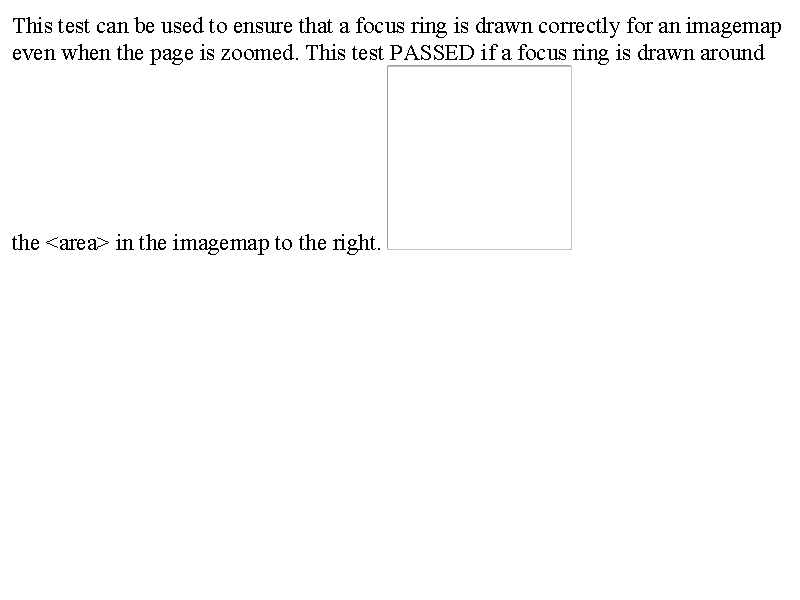 This test can be used to ensure that a focus ring is drawn correctly for an imagemap
even when the page is zoomed. This test PASSED if a focus ring is drawn around
the <area> in the imagemap to the right.